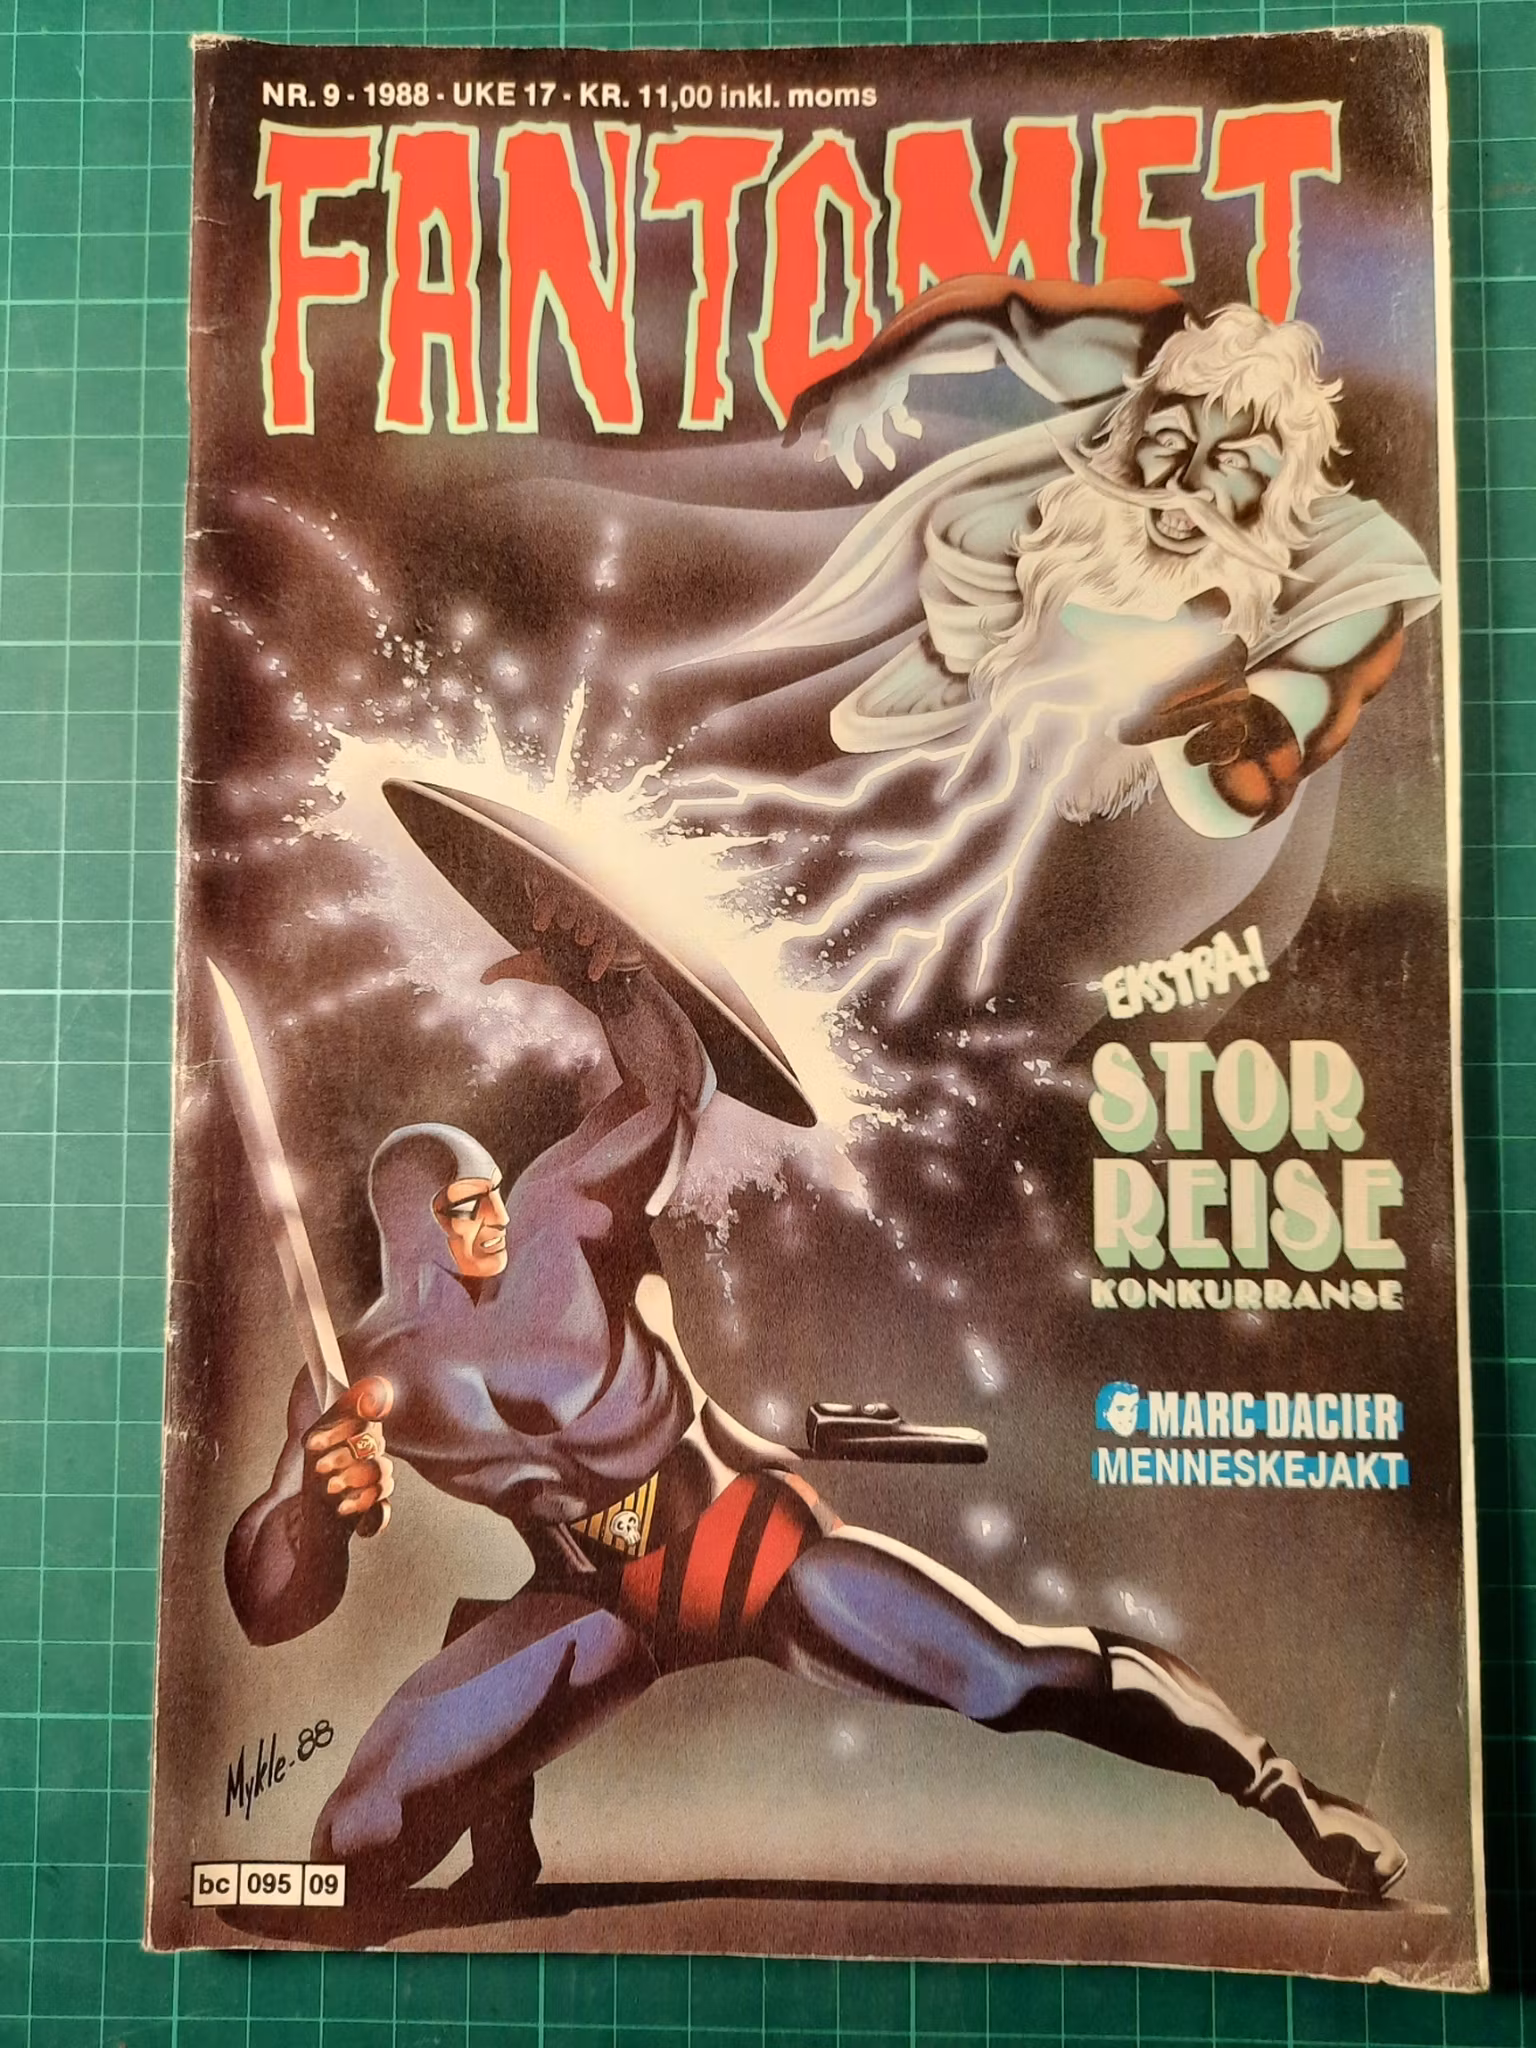 NR. 9 - 1988 - UKE 17 - KR. 11,00 inkl. moms
FANTOMET
EKSTRA!
STOR
REISE
KONKURRANSE
MARC DACIER
MENNESKEJAKT
Mykle-88
bc 095 09